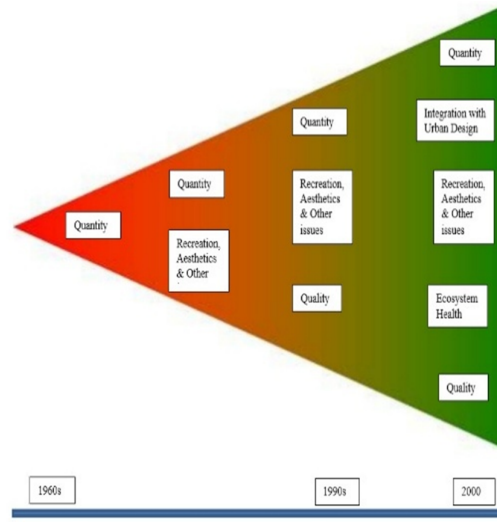 Quantity
Quantity
Recreation,
Aesthetics
& Other
Quantity
Recreation,
Aesthetics
& Other
issues
Quality
Quantity
Integration with
Urban Design
Recreation,
Aesthetics
& Other
issues
Ecosystem
Health
Quality
1960s
1990s
2000